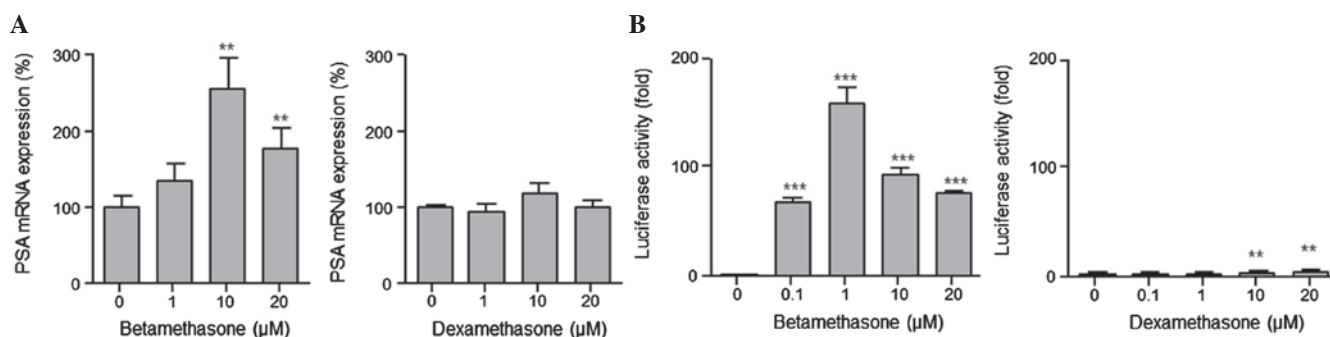 A
PSA mRNA expression (%)
300
200
100
0
**
**
0 1 10 20
Betamethasone (µM)
PSA mRNA expression (%)
300
200
100
0
0 1 10 20
Dexamethasone (µM)
B
Luciferase activity (fold)
200
100
0
***
***
***
***
0 0.1 1 10 20
Betamethasone (µM)
Luciferase activity (fold)
200
100
0
**
**
0 0.1 1 10 20
Dexamethasone (µM)